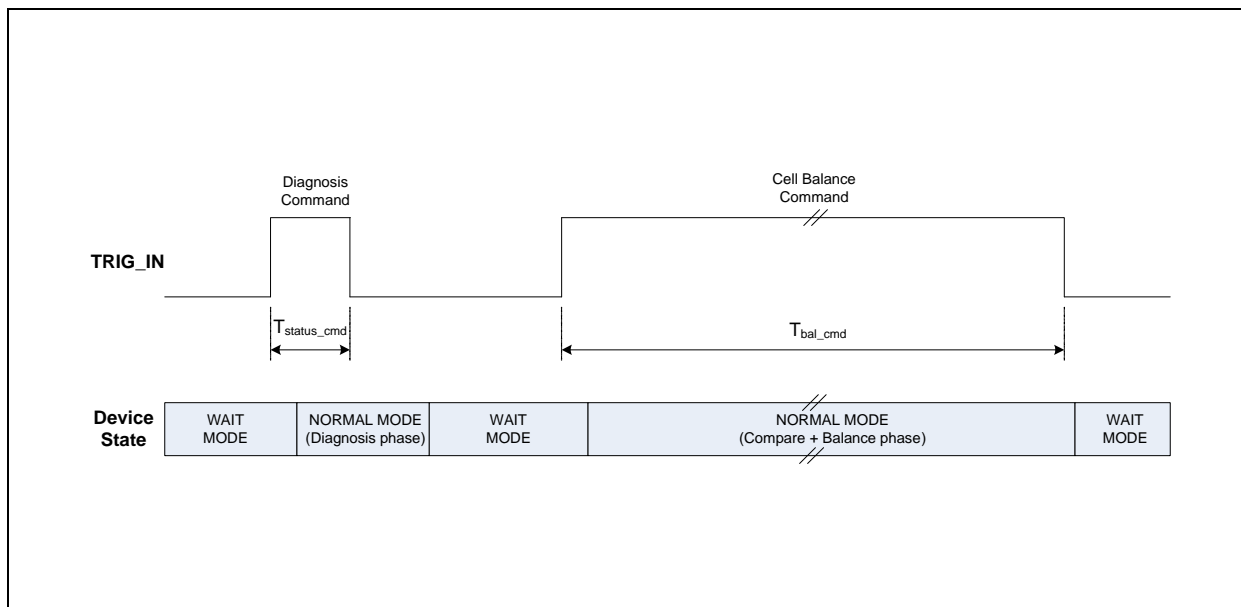 Diagnosis
Command
Cell Balance
Command
TRIG_IN
Tstatus_cmd
Tbal_cmd
Device
State
WAIT
MODE
NORMAL MODE
(Diagnosis phase)
WAIT
MODE
NORMAL MODE
(Compare + Balance phase)
WAIT
MODE